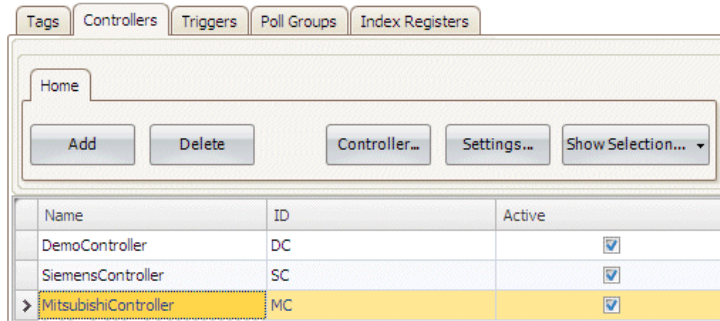 Tags Controllers Triggers Poll Groups Index Registers
Home
Add Delete Controller... Settings... Show Selection...
Name ID Active
DemoController DC
SiemensController SC
MitsubishiController MC